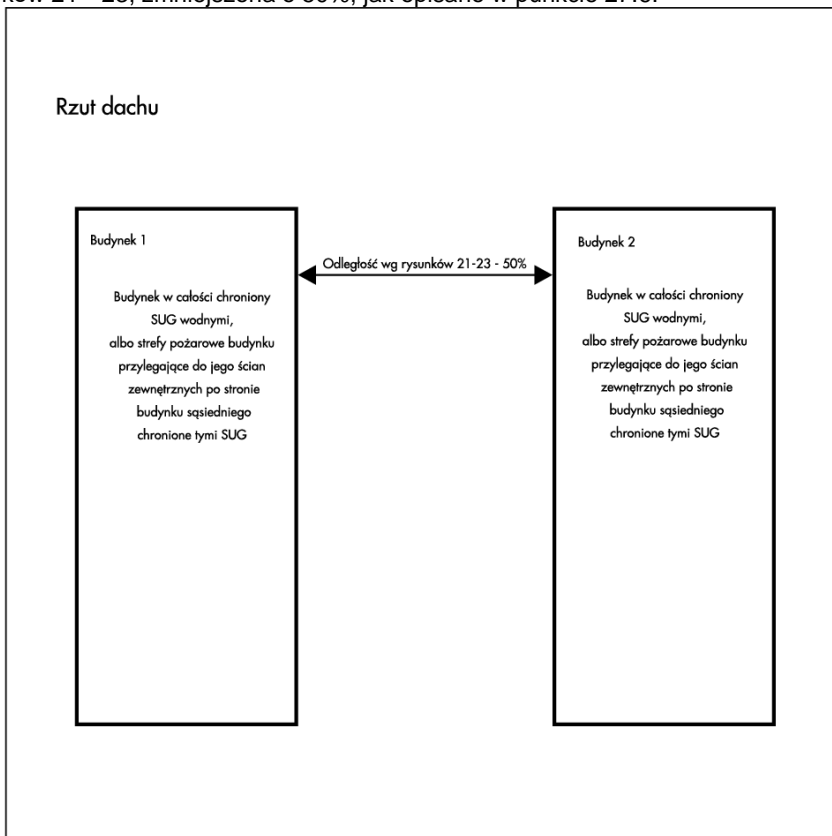 Rzut dachu
Budynek 1
Odległość wg rysunków 21-23 - 50%
Budynek 2
Budynek w całości chroniony
SUG wodnymi,
albo strefy pożarowe budynku
przylegające do jego ścian
zewnętrznych po stronie
budynku sąsiedniego
chronione tymi SUG
Budynek w całości chroniony
SUG wodnymi,
albo strefy pożarowe budynku
przylegające do jego ścian
zewnętrznych po stronie
budynku sąsiedniego
chronione tymi SUG